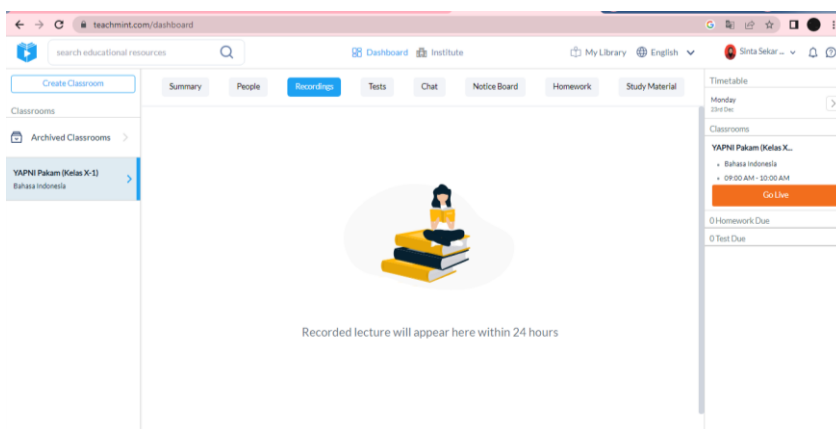 teachmint.com/dashboard
search educational resources
Dashboard
Institute
My Library
English
Sinta Sekar ...
Create Classroom
Classrooms
Archived Classrooms
YAPNI Pakam (Kelas X-1)
Bahasa Indonesia
Summary
People
Recordings
Tests
Chat
Notice Board
Homework
Study Material
Recorded lecture will appear here within 24 hours
Timetable
Monday
23rd Dec
Classrooms
YAPNI Pakam (Kelas X...
Bahasa Indonesia
09:00 AM - 10:00 AM
Go Live
0 Homework Due
0 Test Due